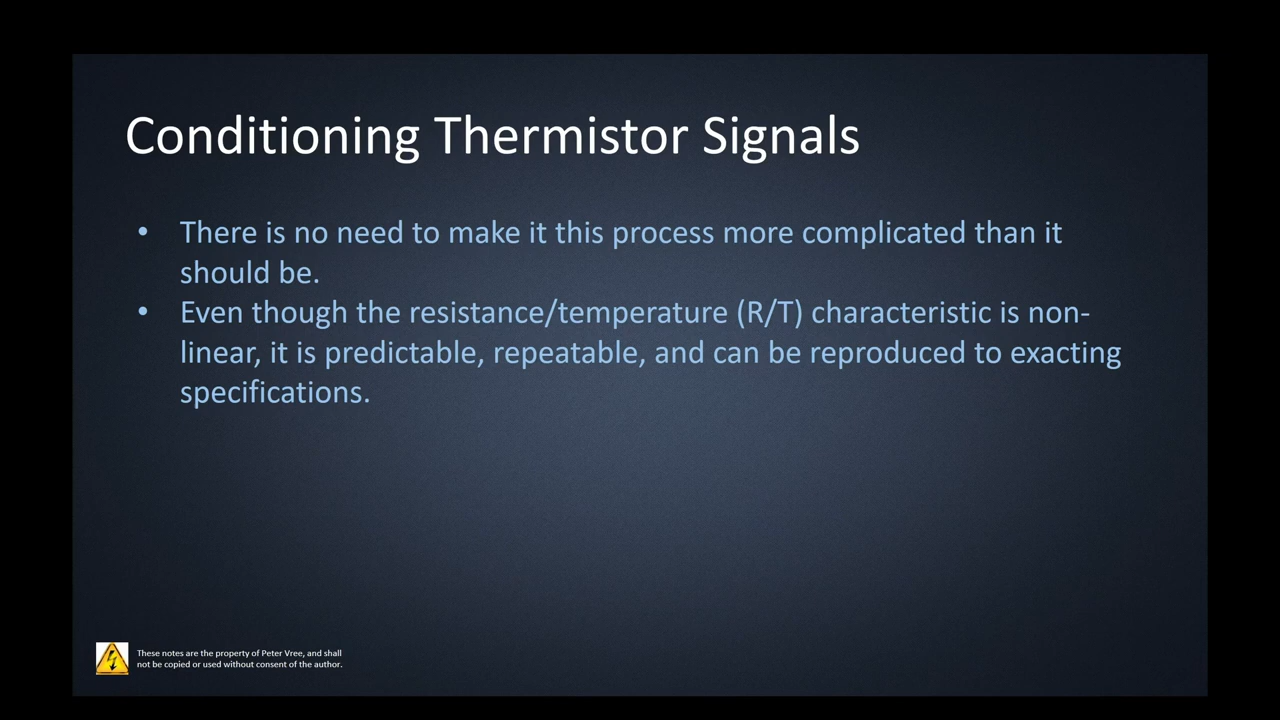 Conditioning Thermistor Signals
• There is no need to make it this process more complicated than it
should be.
• Even though the resistance/temperature (R/T) characteristic is non-
linear, it is predictable, repeatable, and can be reproduced to exacting
specifications.
These notes are the property of Peter Vree, and shall
not be copied or used without consent of the author.